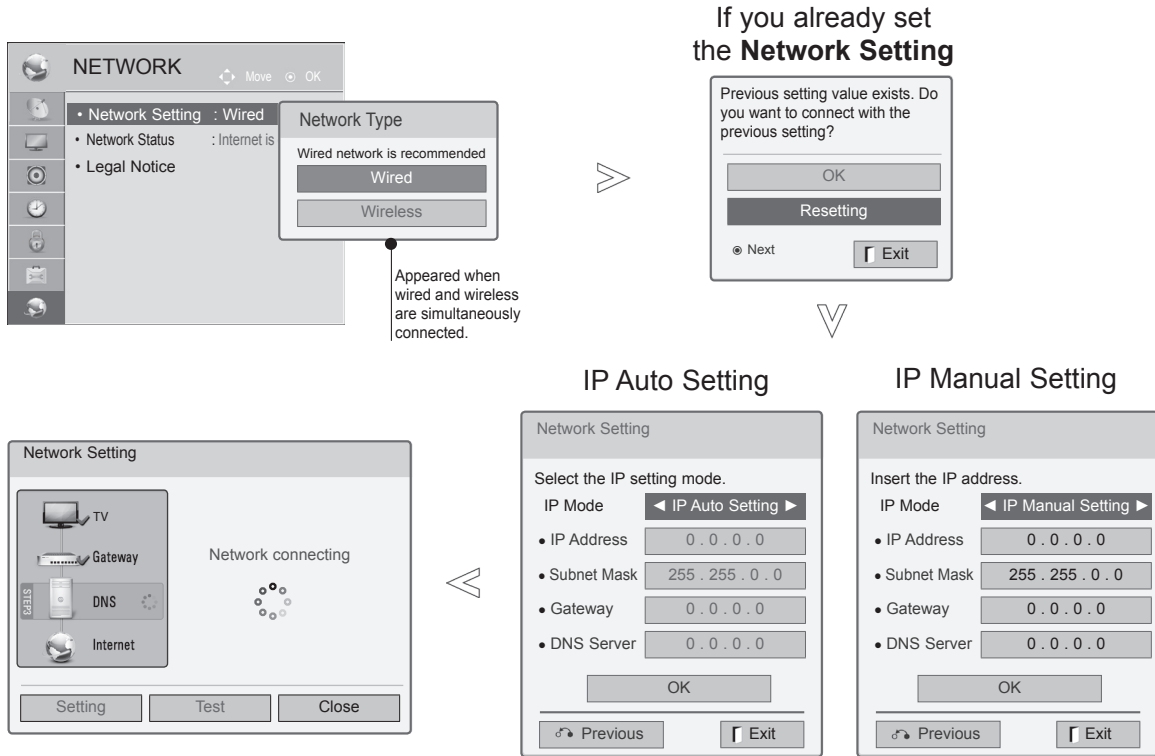 If you already set
the Network Setting
NETWORK
Move OK
• Network Setting : Wired
• Network Status : Internet is
• Legal Notice
Network Type
Wired network is recommended
Wired
Wireless
Appeared when
wired and wireless
are simultaneously
connected.
Previous setting value exists. Do
you want to connect with the
previous setting?
OK
Resetting
Next
Exit
IP Auto Setting
Network Setting
Select the IP setting mode.
IP Mode ◄ IP Auto Setting ►
• IP Address 0 . 0 . 0 . 0
• Subnet Mask 255 . 255 . 0 . 0
• Gateway 0 . 0 . 0 . 0
• DNS Server 0 . 0 . 0 . 0
OK
Previous Exit
IP Manual Setting
Network Setting
Insert the IP address.
IP Mode ◄ IP Manual Setting ►
• IP Address 0 . 0 . 0 . 0
• Subnet Mask 255 . 255 . 0 . 0
• Gateway 0 . 0 . 0 . 0
• DNS Server 0 . 0 . 0 . 0
OK
Previous Exit
Network Setting
TV
Gateway
STEP3
DNS
Internet
Network connecting
Setting Test Close